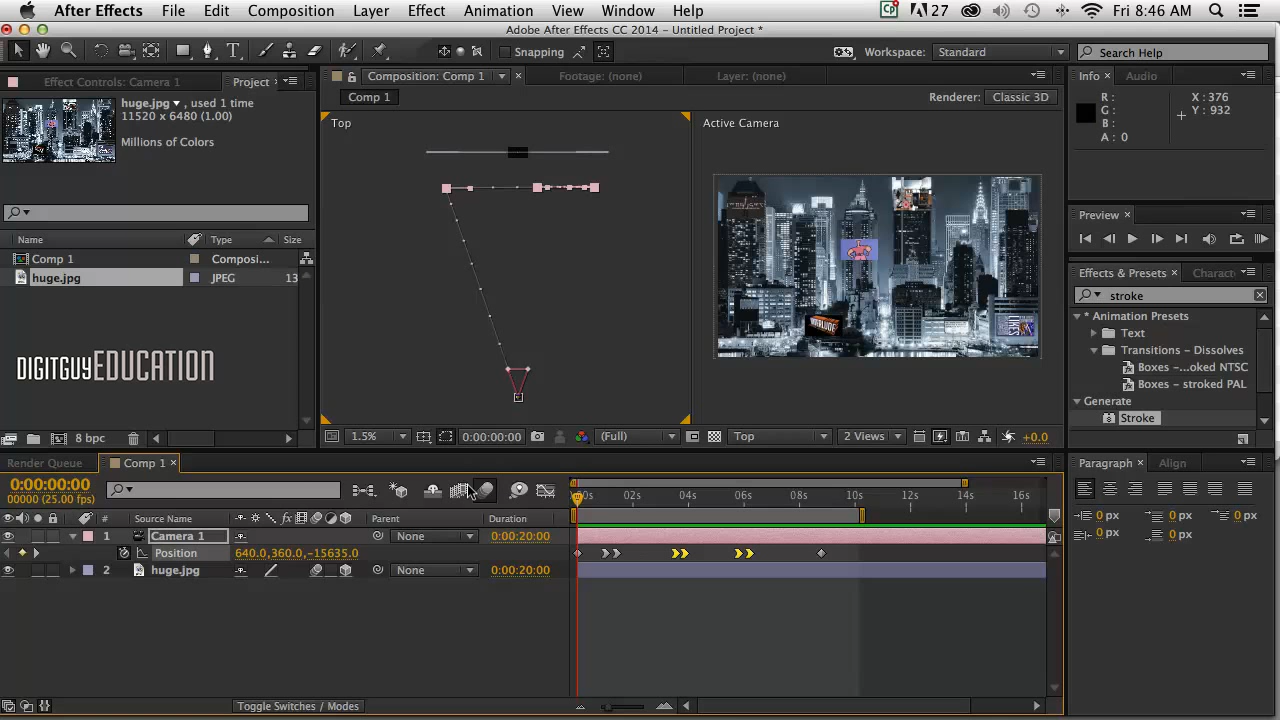 After Effects File Edit Composition Layer Effect Animation View Window Help 27 Fri 8:46 AM
Adobe After Effects CC 2014 - Untitled Project *
Snapping Workspace: Standard Search Help
Effect Controls: Camera 1 Project
huge.jpg , used 1 time
11520 x 6480 (1.00)
Millions of Colors
Name Type Size
Comp 1 Composi...
huge.jpg JPEG 13
DIGITGUYEDUCATION
8 bpc
Composition: Comp 1 Footage: (none) Layer: (none)
Comp 1 Renderer: Classic 3D
Top Active Camera
1.5% 0:00:00:00 (Full) Top 2 Views +0.0
Info Audio
R: X: 376
G: Y: 932
B:
A: 0
Preview
Effects & Presets Charact
stroke
* Animation Presets
Text
Transitions – Dissolves
Boxes -...oked NTSC
Boxes - stroked PAL
Generate
Stroke
Render Queue Comp 1
0:00:00:00
00000 (25.00 fps)
:00s 02s 04s 06s 08s 10s 12s 14s 16s
# Source Name Parent Duration
1 Camera 1 None 0:00:20:00
Position 640.0,360.0,-15635.0
2 huge.jpg None 0:00:20:00
Toggle Switches / Modes
Paragraph Align
0 px 0 px 0 px
0 px 0 px